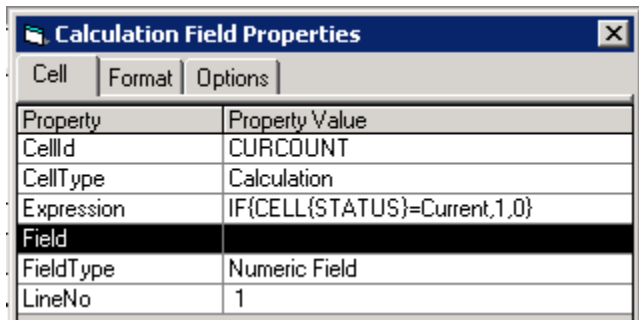 Calculation Field Properties
Cell Format Options
Property Property Value
CellId CURCOUNT
CellType Calculation
Expression IF{CELL{STATUS}=Current,1,0}
Field
FieldType Numeric Field
LineNo 1